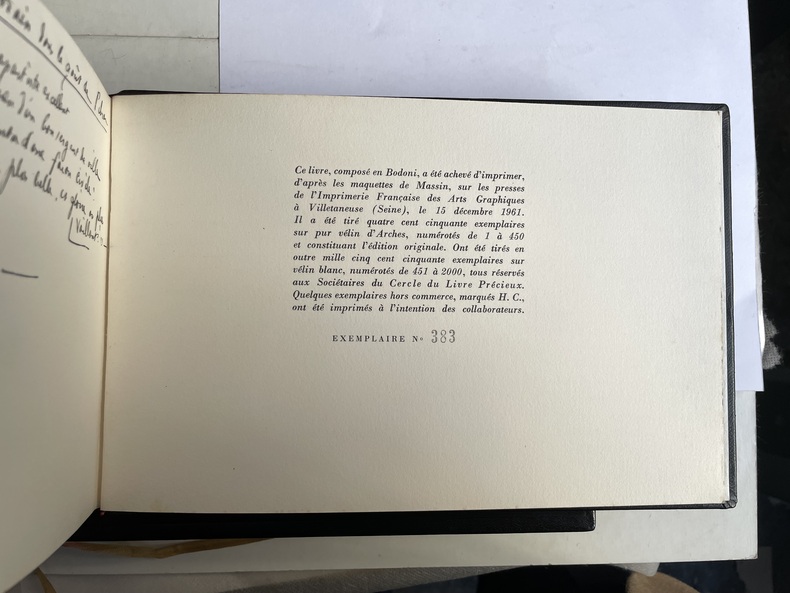 Ce livre, composé en Bodoni, a été achevé d'imprimer,
d'après les maquettes de Massin, sur les presses
de l'Imprimerie Française des Arts Graphiques
à Villetaneuse (Seine), le 15 décembre 1961.
Il a été tiré quatre cent cinquante exemplaires
sur pur vélin d'Arches, numérotés de 1 à 450
et constituant l'édition originale. Ont été tirés en
outre mille cinq cent cinquante exemplaires sur
vélin blanc, numérotés de 451 à 2000, tous réservés
aux Sociétaires du Cercle du Livre Précieux.
Quelques exemplaires hors commerce, marqués H. C.,
ont été imprimés à l'intention des collaborateurs.
EXEMPLAIRE No 383